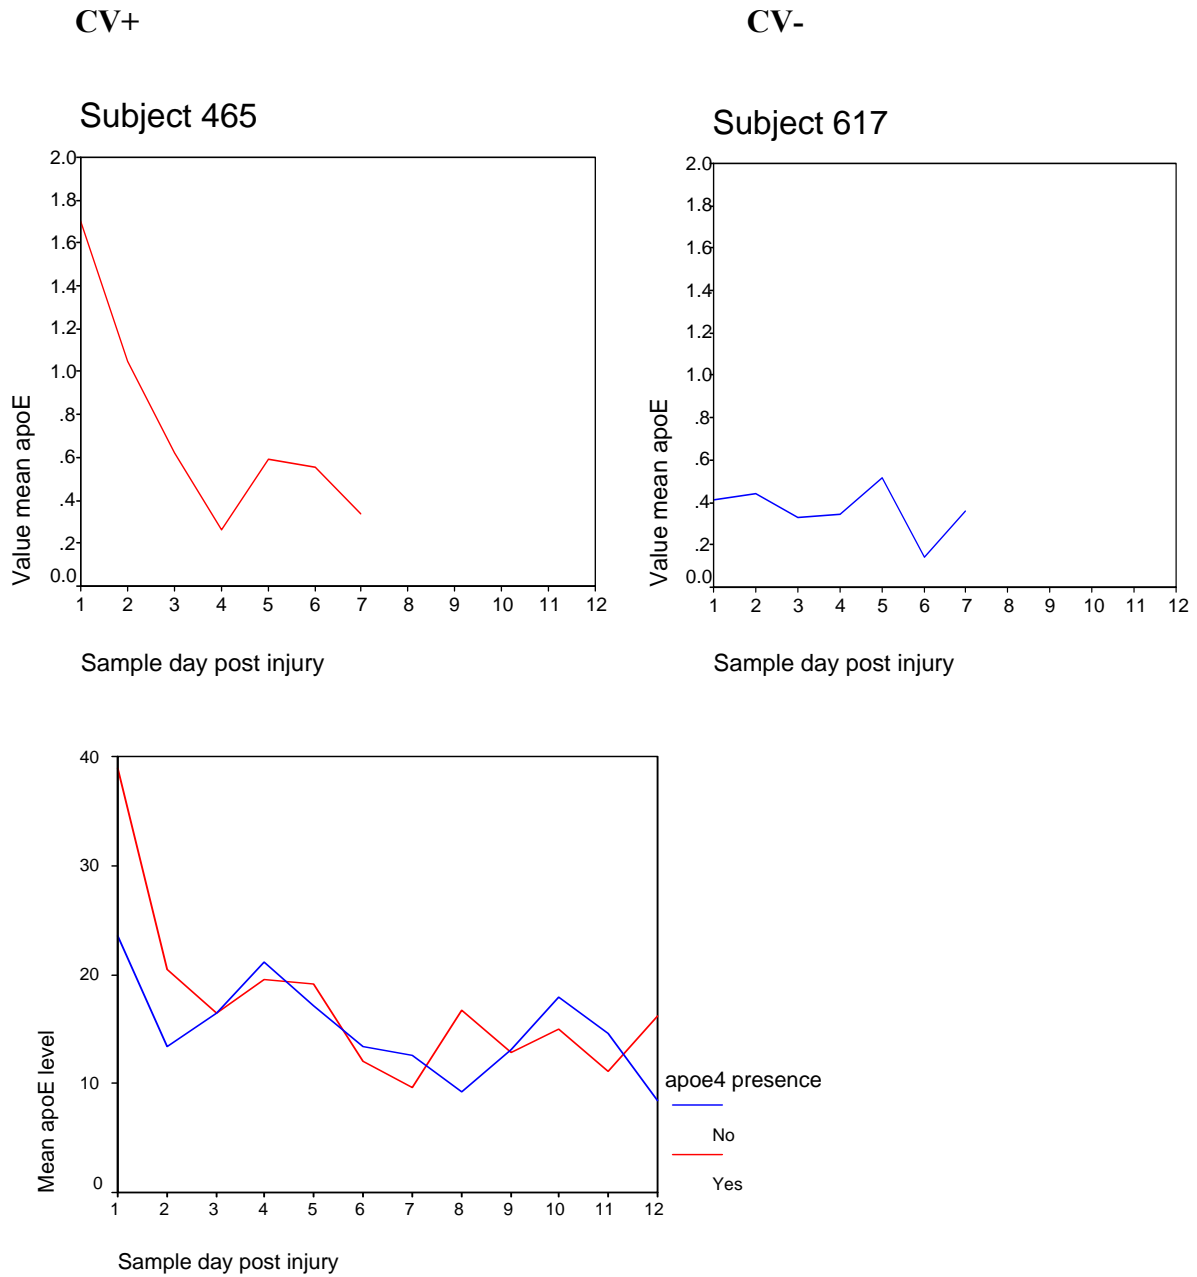 CV+
CV-
Subject 465
Subject 617
2.0
1.8
1.6
1.4
1.2
1.0
.8
.6
.4
.2
0.0
Value mean apoE
1 2 3 4 5 6 7 8 9 10 11 12
Sample day post injury
2.0
1.8
1.6
1.4
1.2
1.0
.8
.6
.4
.2
0.0
Value mean apoE
1 2 3 4 5 6 7 8 9 10 11 12
Sample day post injury
40
30
20
10
0
Mean apoE level
1 2 3 4 5 6 7 8 9 10 11 12
Sample day post injury
apoe4 presence
No
Yes